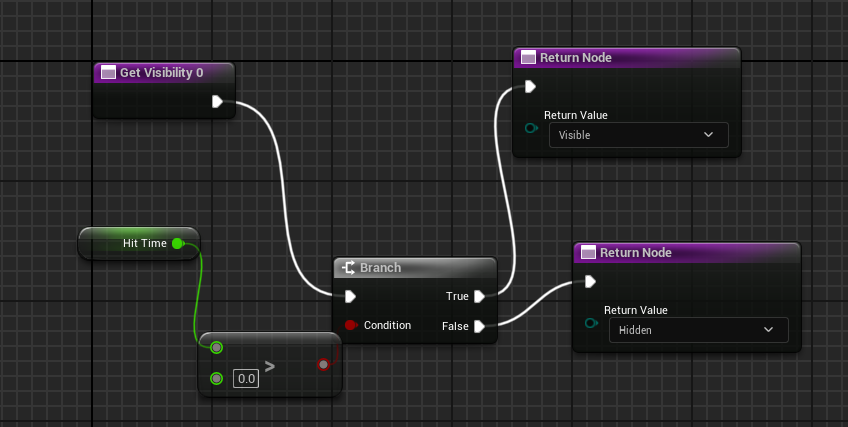 Get Visibility 0
Return Node
Return Value
Visible
Hit Time
Branch
True
Condition
False
>
0.0
Return Node
Return Value
Hidden